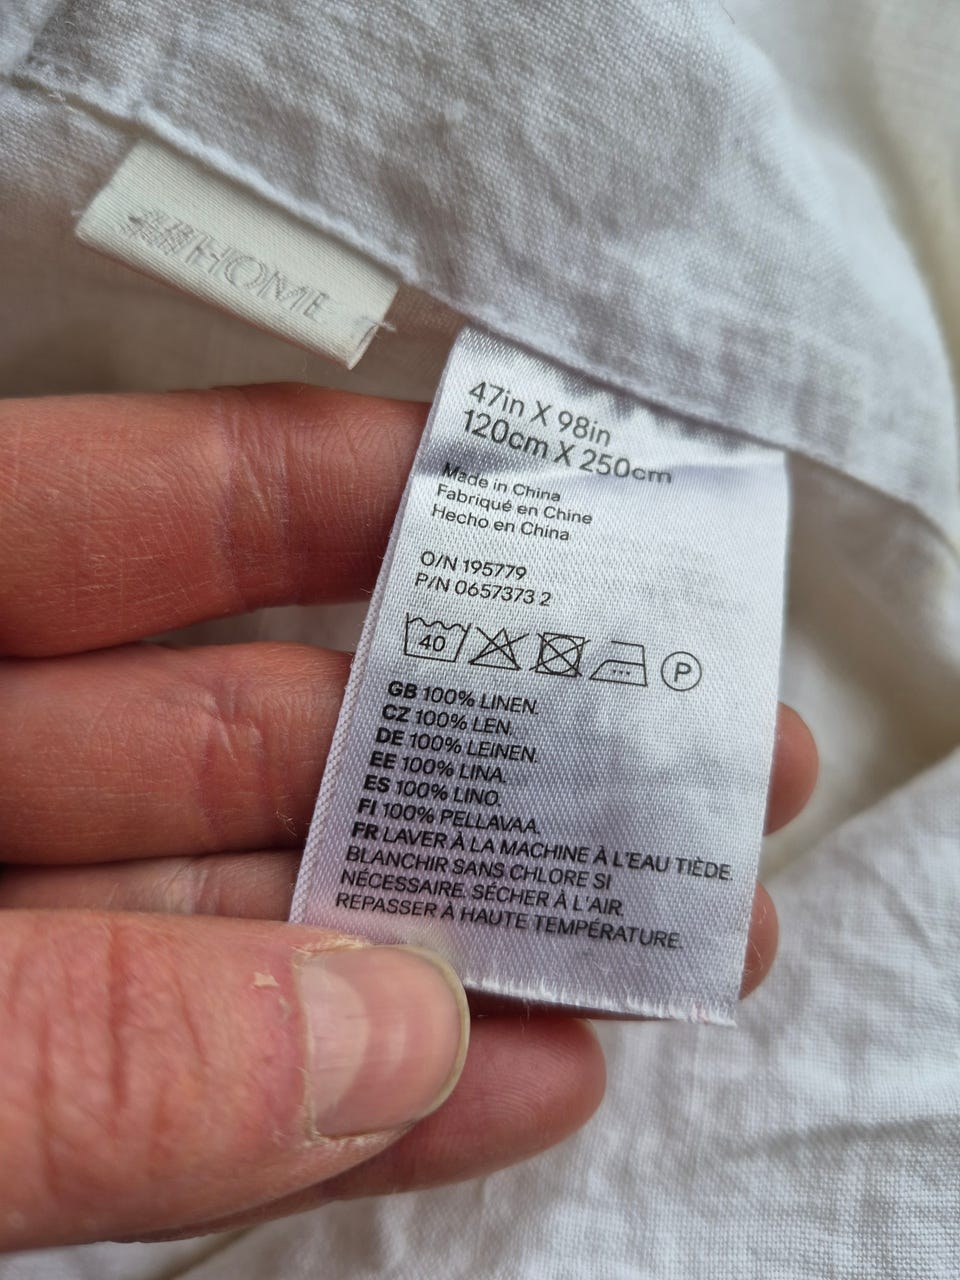 HOME
47in X 98in
120cm X 250cm
Made in China
Fabriqué en Chine
Hecho en China
O/N 195779
P/N 0657373 2
40
P
GB 100% LINEN.
CZ 100% LEN.
DE 100% LEINEN.
EE 100% LINA.
ES 100% LINO.
FI 100% PELLAVAA.
FR LAVER À LA MACHINE À L'EAU TIÈDE.
BLANCHIR SANS CHLORE SI
NÉCESSAIRE. SÉCHER À L'AIR.
REPASSER À HAUTE TEMPÉRATURE.